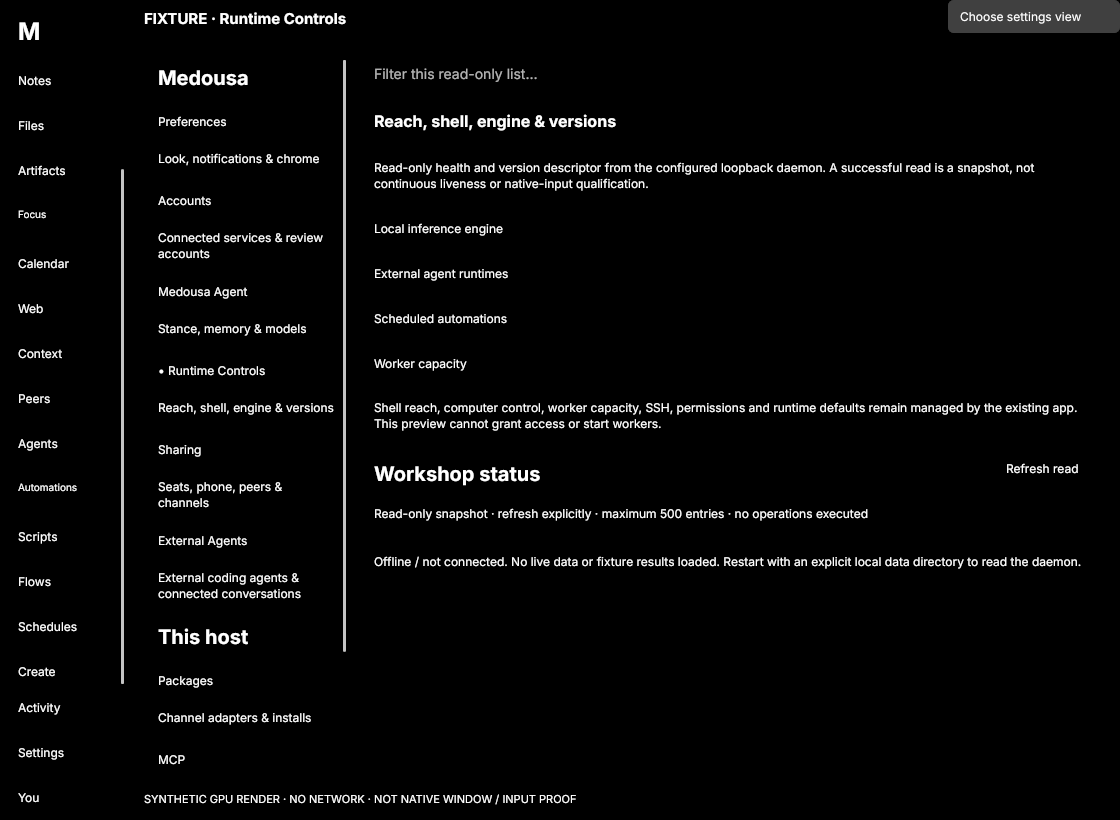 M
Notes
Files
Artifacts
Focus
Calendar
Web
Context
Peers
Agents
Automations
Scripts
Flows
Schedules
Create
Activity
Settings
You
FIXTURE · Runtime Controls
Choose settings view
Medousa
Preferences
Look, notifications & chrome
Accounts
Connected services & review
accounts
Medousa Agent
Stance, memory & models
• Runtime Controls
Reach, shell, engine & versions
Sharing
Seats, phone, peers &
channels
External Agents
External coding agents &
connected conversations
This host
Packages
Channel adapters & installs
MCP
Filter this read-only list...
Reach, shell, engine & versions
Read-only health and version descriptor from the configured loopback daemon. A successful read is a snapshot, not
continuous liveness or native-input qualification.
Local inference engine
External agent runtimes
Scheduled automations
Worker capacity
Shell reach, computer control, worker capacity, SSH, permissions and runtime defaults remain managed by the existing app.
This preview cannot grant access or start workers.
Workshop status
Refresh read
Read-only snapshot · refresh explicitly · maximum 500 entries · no operations executed
Offline / not connected. No live data or fixture results loaded. Restart with an explicit local data directory to read the daemon.
SYNTHETIC GPU RENDER · NO NETWORK · NOT NATIVE WINDOW / INPUT PROOF